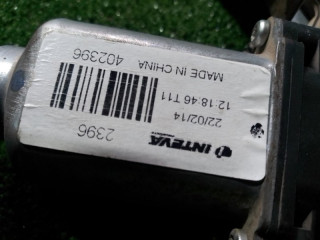 INTEVA
22/02/14
12:18:46 T11
2396
MADE IN CHINA
402396